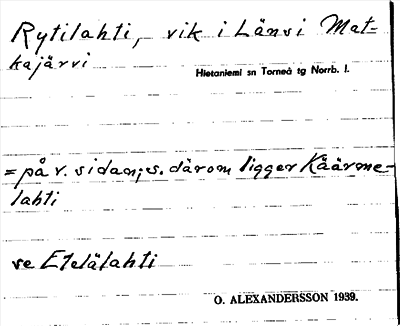 Rytilahti, vik i Länsi Mat-
kajärvi
Hietaniemi sn Torneå tg Norrb. l.
= på v. sidan; s. därom ligger Käärme-
lahti
se Etelälahti
O. ALEXANDERSSON 1939.